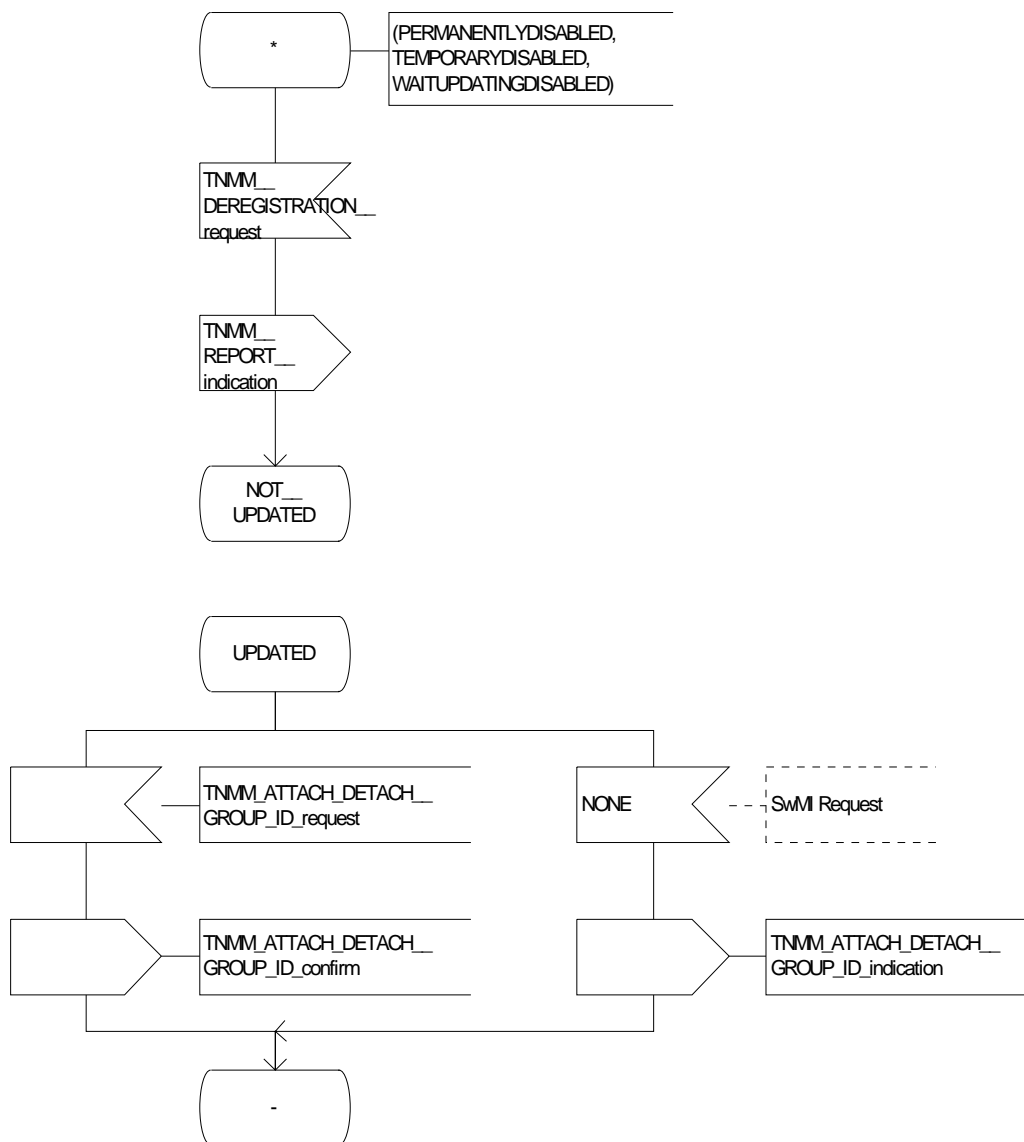 *
(PERMANENTLYDISABLED,
TEMPORARYDISABLED,
WAITUPDATINGDISABLED)
TNMM__
DEREGISTRATION__
request
TNMM__
REPORT__
indication
NOT__
UPDATED
UPDATED
TNMM_ATTACH_DETACH__
GROUP_ID_request
NONE
SwMI Request
TNMM_ATTACH_DETACH__
GROUP_ID_confirm
TNMM_ATTACH_DETACH__
GROUP_ID_indication
-